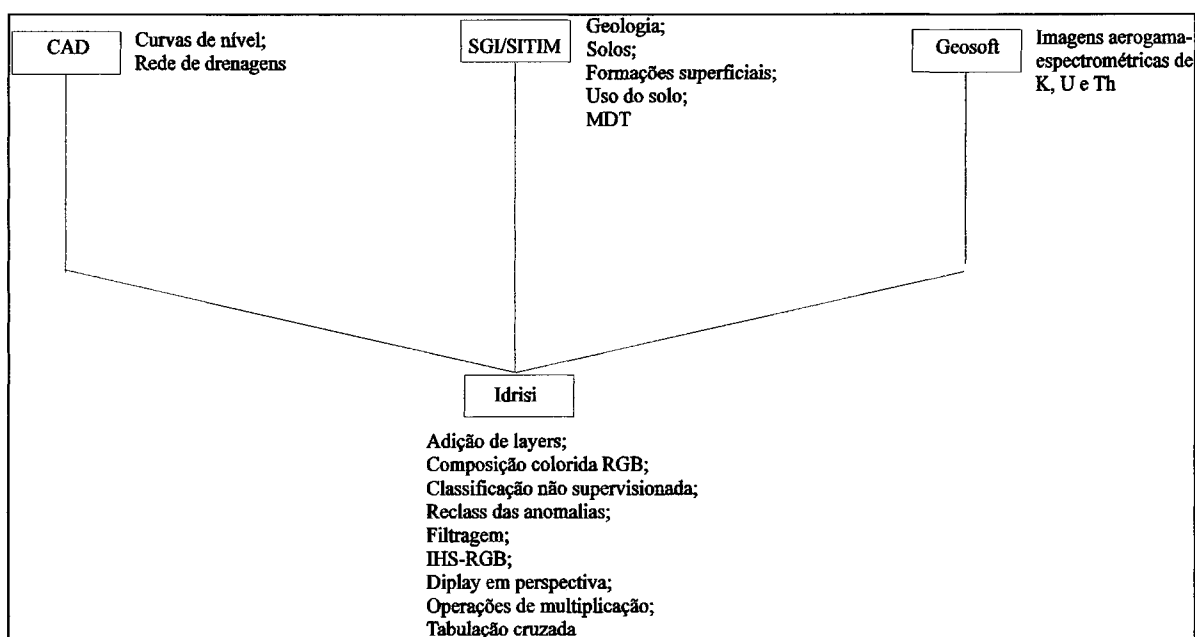 CAD
Curvas de nível;
Rede de drenagens
SGI/SITIM
Geologia;
Solos;
Formações superficiais;
Uso do solo;
MDT
Geosoft
Imagens aerogama-
espectrométricas de
K, U e Th
Idrisi
Adição de layers;
Composição colorida RGB;
Classificação não supervisionada;
Reclass das anomalias;
Filtragem;
IHS-RGB;
Diplay em perspectiva;
Operações de multiplicação;
Tabulação cruzada